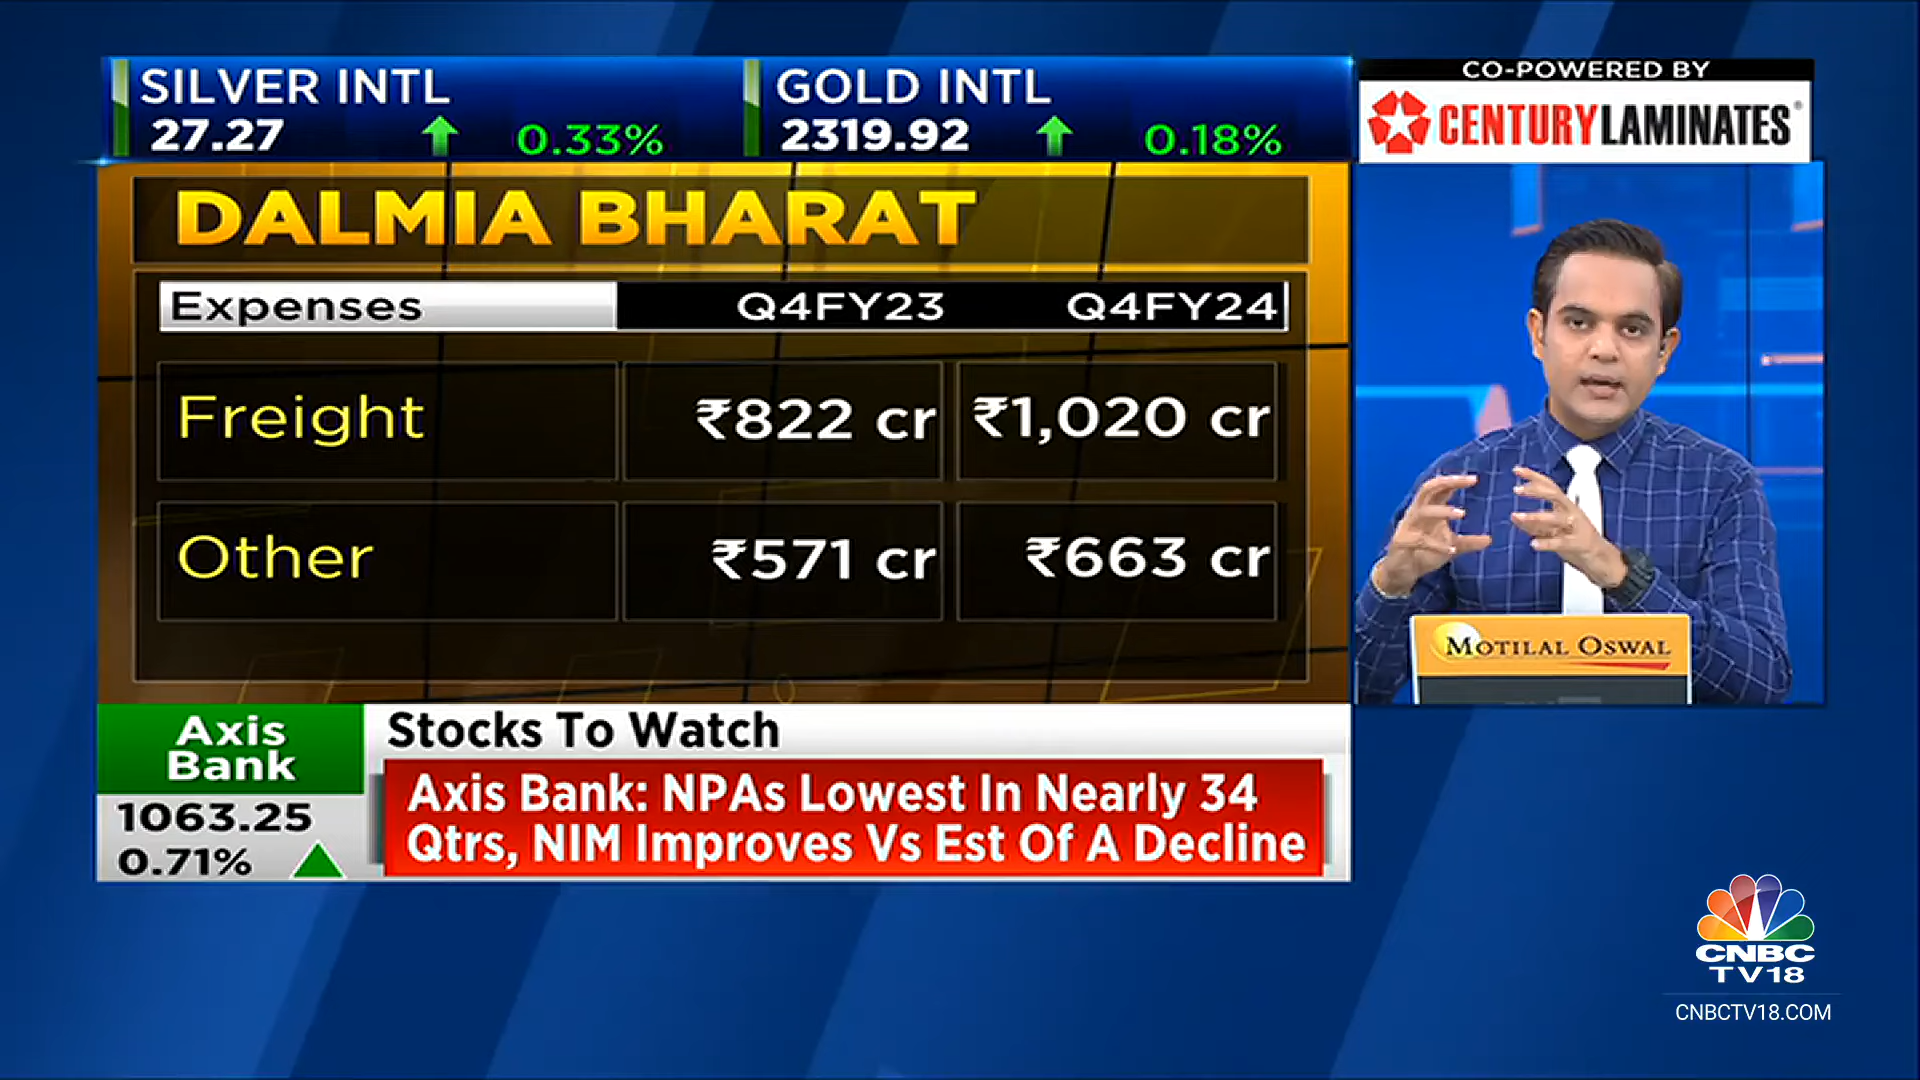 SILVER INTL
27.27 0.33%
GOLD INTL
2319.92 0.18%
CO-POWERED BY
CENTURYLAMINATES
DALMIA BHARAT
Expenses Q4FY23 Q4FY24
Freight ₹822 cr ₹1,020 cr
Other ₹571 cr ₹663 cr
MOTILAL OSWAL
Axis
Bank
1063.25
0.71%
Stocks To Watch
Axis Bank: NPAs Lowest In Nearly 34
Qtrs, NIM Improves Vs Est Of A Decline
CNBC
TV18
CNBCTV18.COM